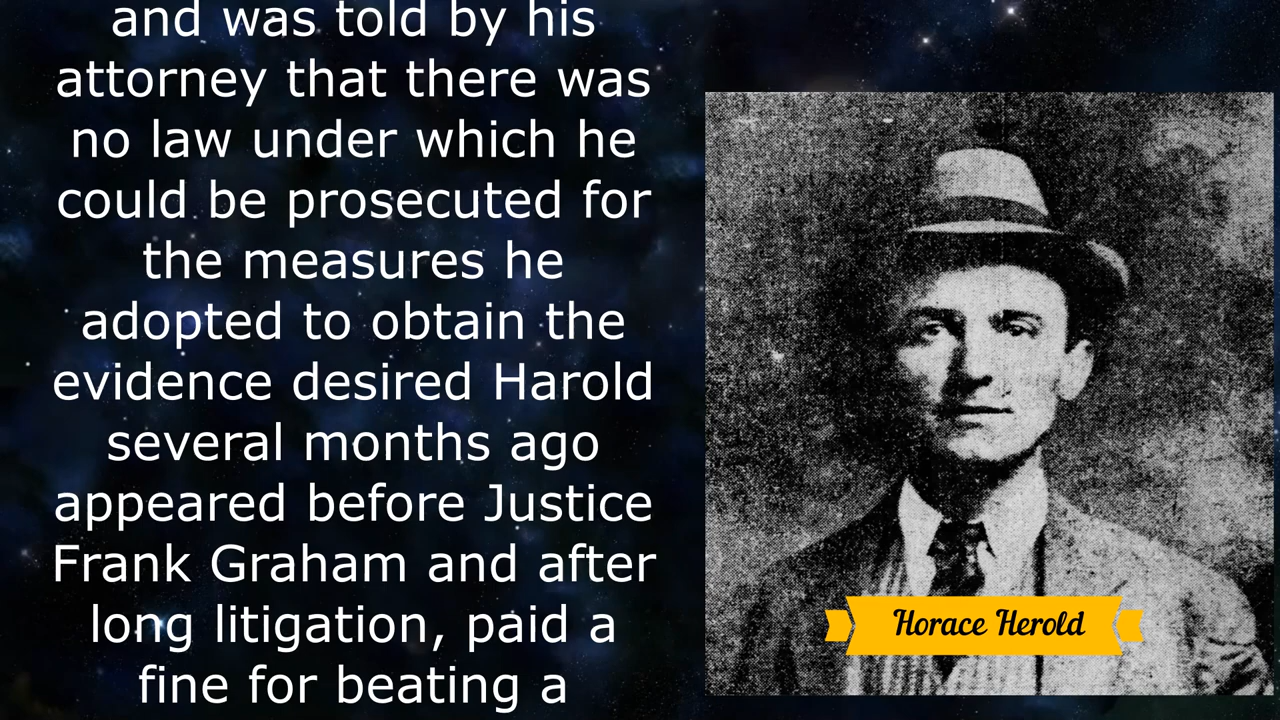 and was told by his
attorney that there was
no law under which he
could be prosecuted for
the measures he
adopted to obtain the
evidence desired Harold
several months ago
appeared before Justice
Frank Graham and after
long litigation, paid a
fine for beating a
Horace Herold